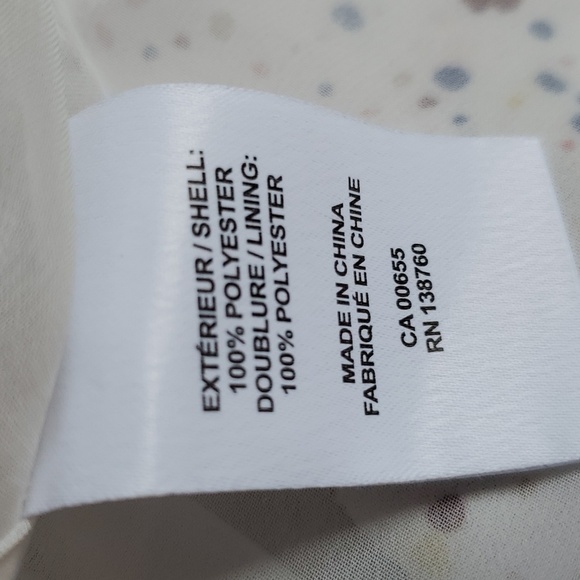 EXTÉRIEUR / SHELL:
100% POLYESTER
DOUBLURE / LINING:
100% POLYESTER
MADE IN CHINA
FABRIQUÉ EN CHINE
CA 00655
RN 138760